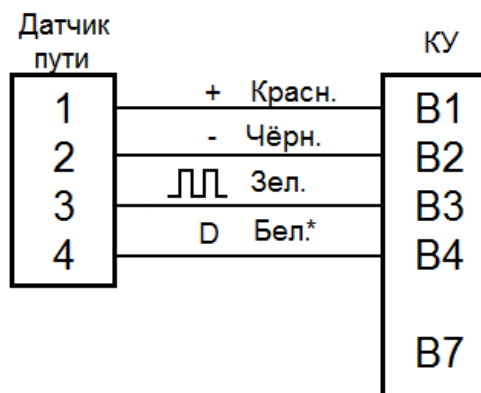 Датчик
пути
КУ
1 + Красн. B1
2 - Чёрн. B2
3 Зел. B3
4 D Бел.* B4
B7